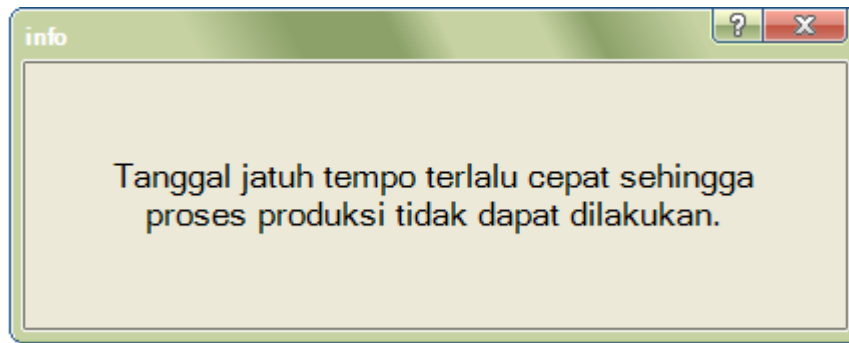 info
Tanggal jatuh tempo terlalu cepat sehingga
proses produksi tidak dapat dilakukan.